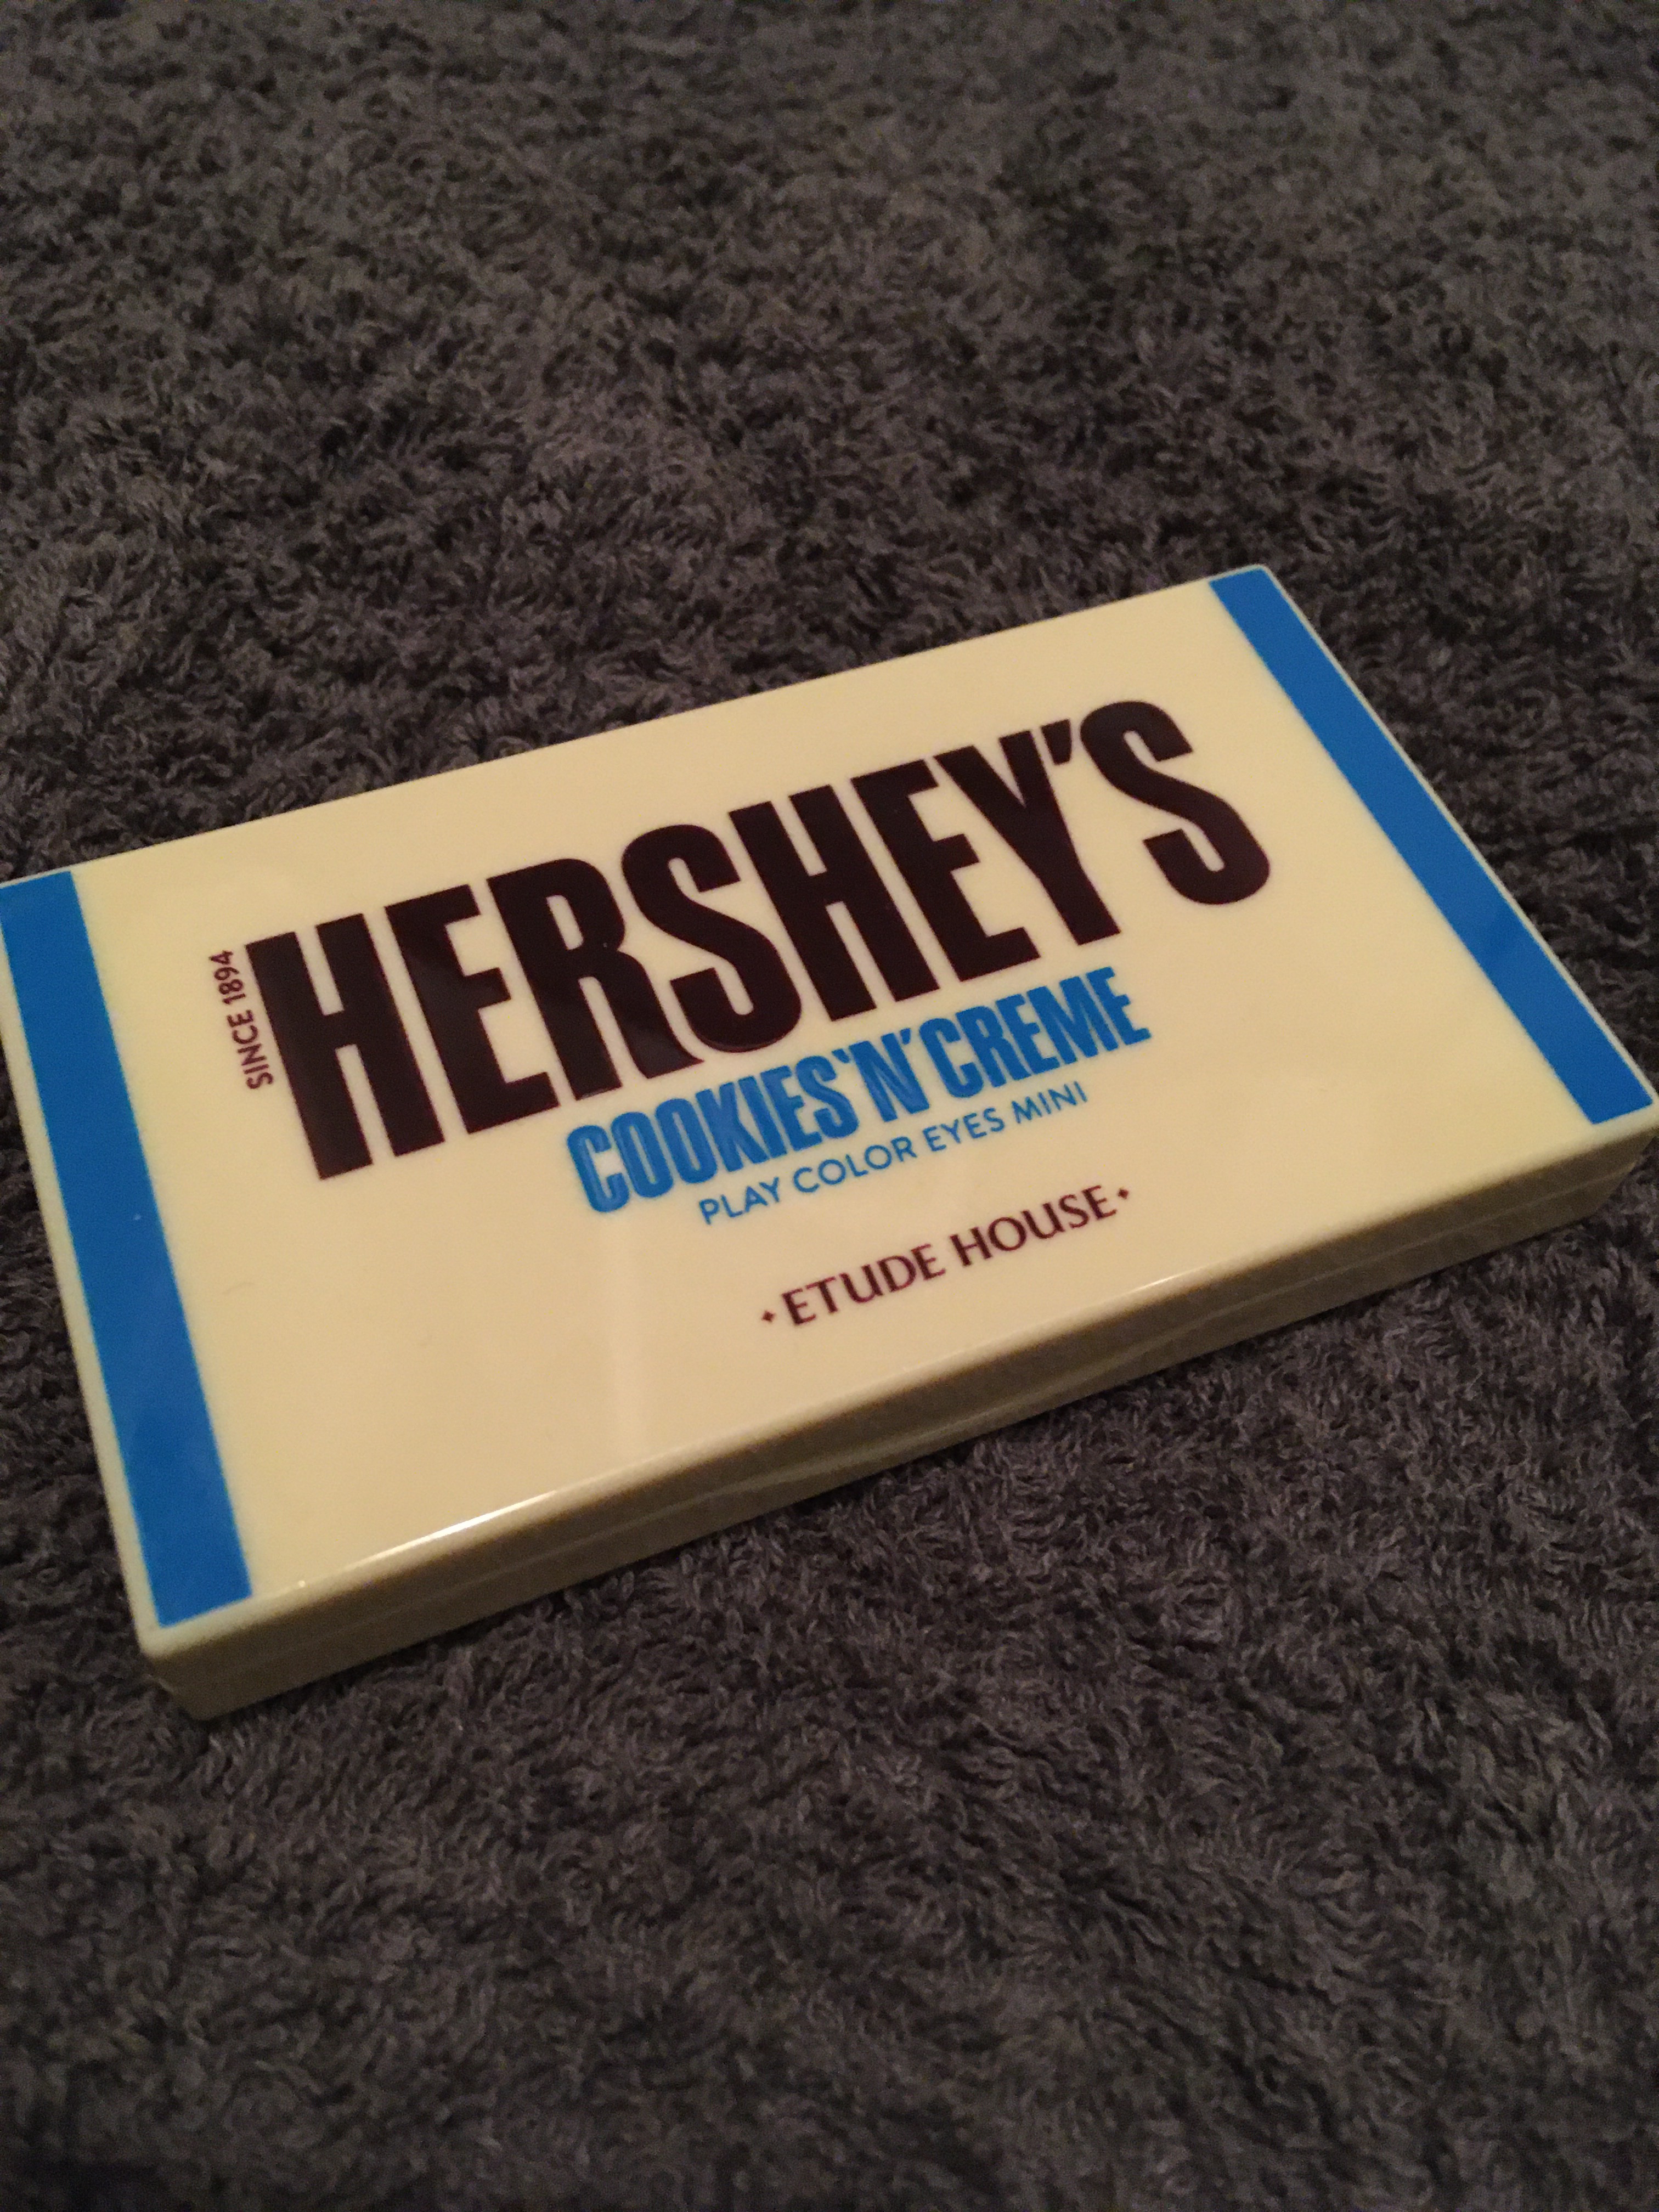 SINCE 1894
HERSHEY'S
COOKIES'N'CREME
PLAY COLOR EYES MINI
ETUDE HOUSE